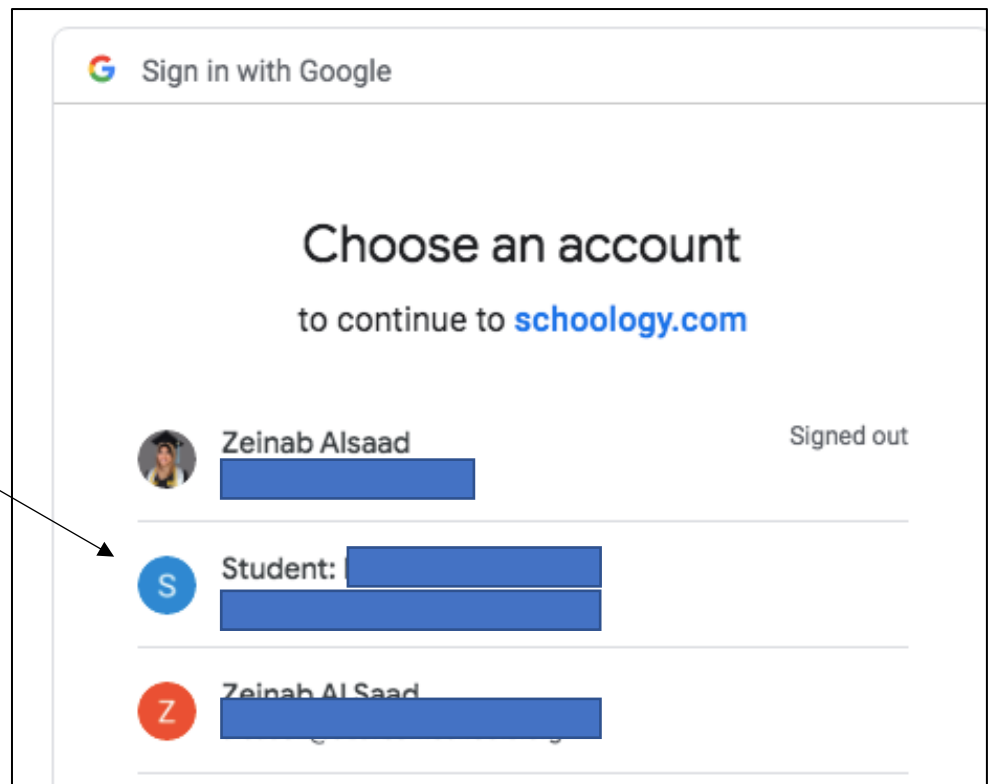 Sign in with Google
Choose an account
to continue to schoology.com
Zeinab Alsaad
Signed out
S
Student:
Z
Zeinab Al Saad